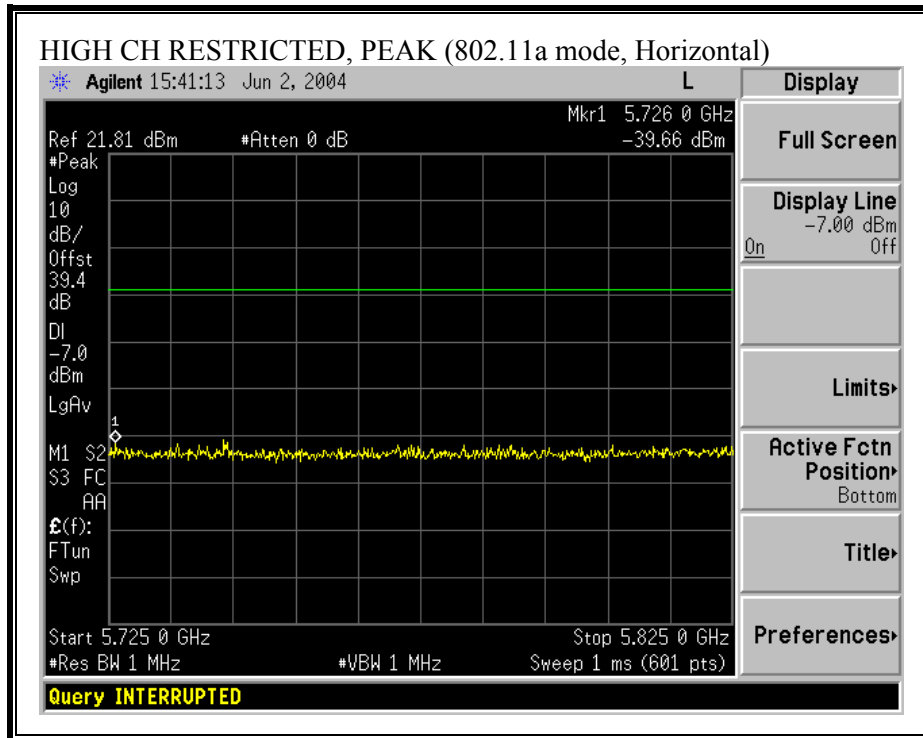 HIGH CH RESTRICTED, PEAK (802.11a mode, Horizontal)
Agilent 15:41:13 Jun 2, 2004 L
Mkr1 5.726 0 GHz
Ref 21.81 dBm #Atten 0 dB -39.66 dBm
#Peak
Log
10
dB/
Offst
39.4
dB
DI
-7.0
dBm
LgAv
1
M1 S2
S3 FC
AA
£(f):
FTun
Swp
Start 5.725 0 GHz Stop 5.825 0 GHz
#Res BW 1 MHz #VBW 1 MHz Sweep 1 ms (601 pts)
Query INTERRUPTED
Display
Full Screen
Display Line
-7.00 dBm
On Off
Limits
Active Fctn
Position
Bottom
Title
Preferences